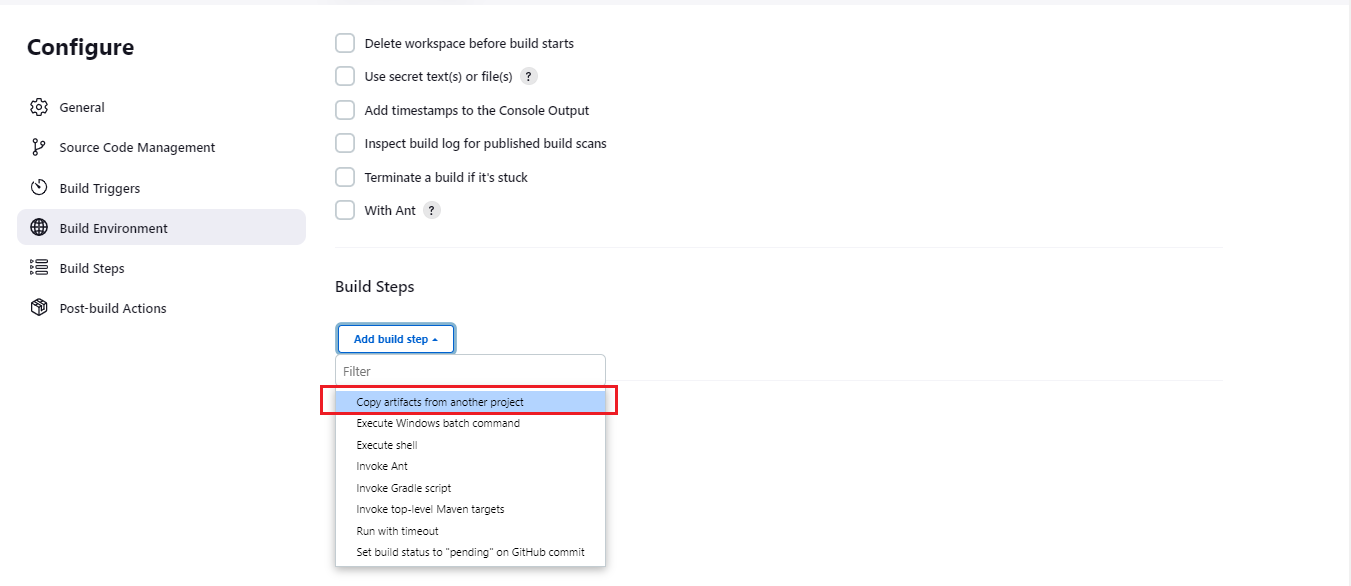 Configure
General
Source Code Management
Build Triggers
Build Environment
Build Steps
Post-build Actions
Delete workspace before build starts
Use secret text(s) or file(s) ?
Add timestamps to the Console Output
Inspect build log for published build scans
Terminate a build if it's stuck
With Ant ?
Build Steps
Add build step
Filter
Copy artifacts from another project
Execute Windows batch command
Execute shell
Invoke Ant
Invoke Gradle script
Invoke top-level Maven targets
Run with timeout
Set build status to "pending" on GitHub commit